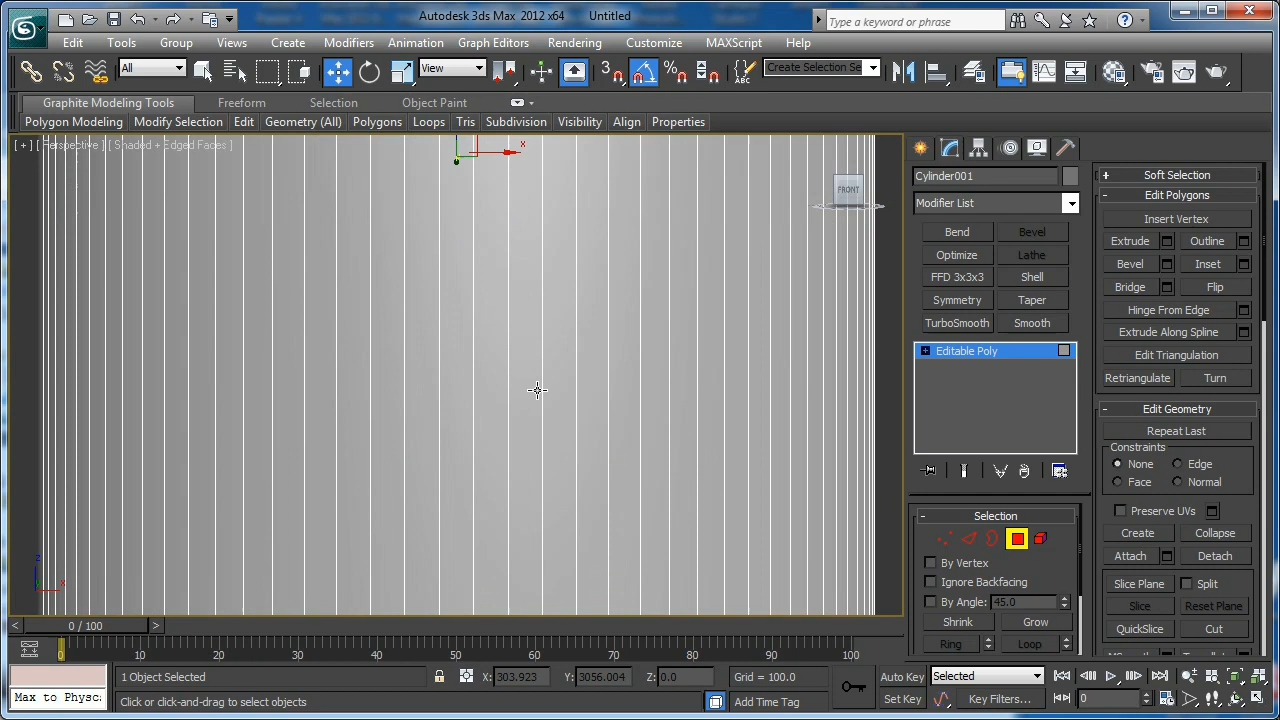 Autodesk 3ds Max 2012 x64 Untitled
Type a keyword or phrase
Edit Tools Group Views Create Modifiers Animation Graph Editors Rendering Customize MAXScript Help
All View 3 Create Selection Se
Graphite Modeling Tools Freeform Selection Object Paint
Polygon Modeling Modify Selection Edit Geometry (All) Polygons Loops Tris Subdivision Visibility Align Properties
[ + ] [ Perspective ] [ Shaded + Edged Faces ]
x
FRONT
z
x
Cylinder001
Modifier List
Bend Bevel
Optimize Lathe
FFD 3x3x3 Shell
Symmetry Taper
TurboSmooth Smooth
Editable Poly
Selection
By Vertex
Ignore Backfacing
By Angle: 45.0
Shrink Grow
Ring Loop
Soft Selection
Edit Polygons
Insert Vertex
Extrude Outline
Bevel Inset
Bridge Flip
Hinge From Edge
Extrude Along Spline
Edit Triangulation
Retriangulate Turn
Edit Geometry
Repeat Last
Constraints
None Edge
Face Normal
Preserve UVs
Create Collapse
Attach Detach
Slice Plane Split
Slice Reset Plane
QuickSlice Cut
< 0 / 100 >
0 10 20 30 40 50 60 70 80 90 100
1 Object Selected X: 303.923 Y: 3056.004 Z: 0.0 Grid = 100.0 Auto Key Selected
Max to Physc Click or click-and-drag to select objects Add Time Tag Set Key Key Filters... 0